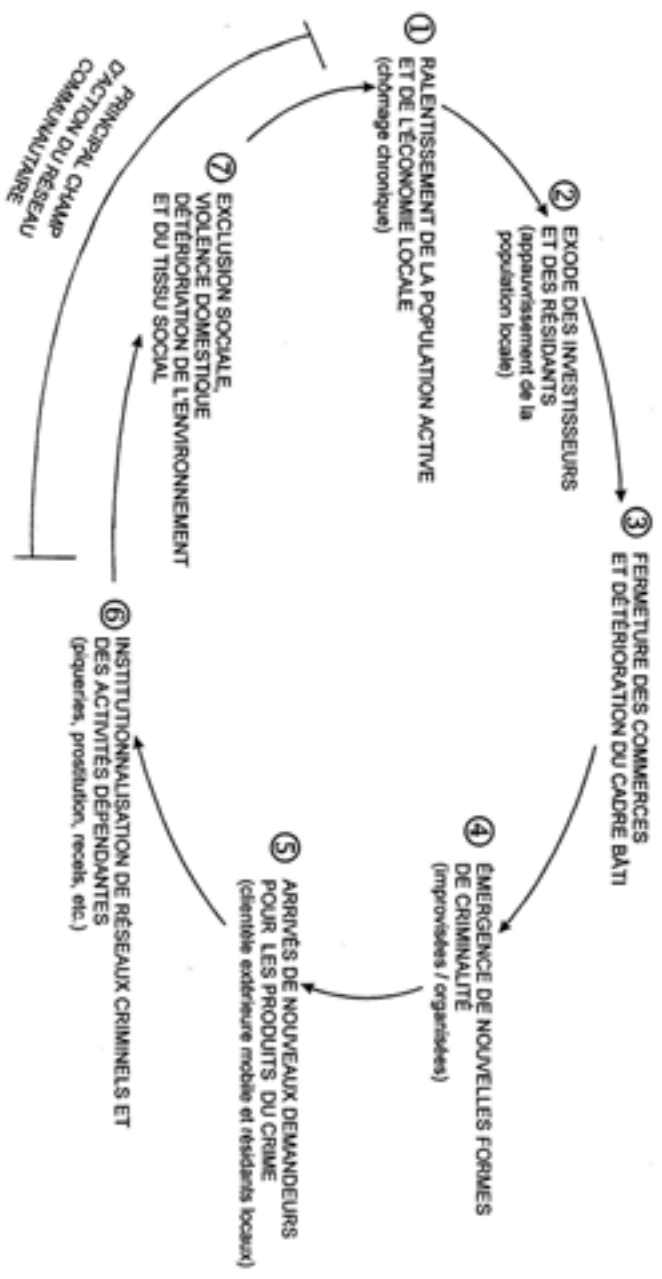 ① RALENTISSEMENT DE LA POPULATION ACTIVE
ET DE L'ÉCONOMIE LOCALE
(chômage chronique)
② EXODE DES INVESTISSEURS
ET DES RÉSIDANTS
(appauvrissement de la
population locale)
③ FERMETURE DES COMMERCES
ET DÉTÉRIORATION DU CADRE BÂTI
④ ÉMERGENCE DE NOUVELLES FORMES
DE CRIMINALITÉ
(improvisées / organisées)
⑤ ARRIVÉS DE NOUVEAUX DEMANDEURS
POUR LES PRODUITS DU CRIME
(clientèle extérieure mobile et résidants locaux)
⑥ INSTITUTIONNALISATION DE RÉSEAUX CRIMINELS ET
DES ACTIVITÉS DÉPENDANTES
(piqueries, prostitution, recels, etc.)
⑦ EXCLUSION SOCIALE,
VIOLENCE DOMESTIQUE
DÉTÉRIORIATION DE L'ENVIRONNEMENT
ET DU TISSU SOCIAL
PRINCIPAL CHAMP
D'ACTION DU RÉSEAU
COMMUNAUTAIRE